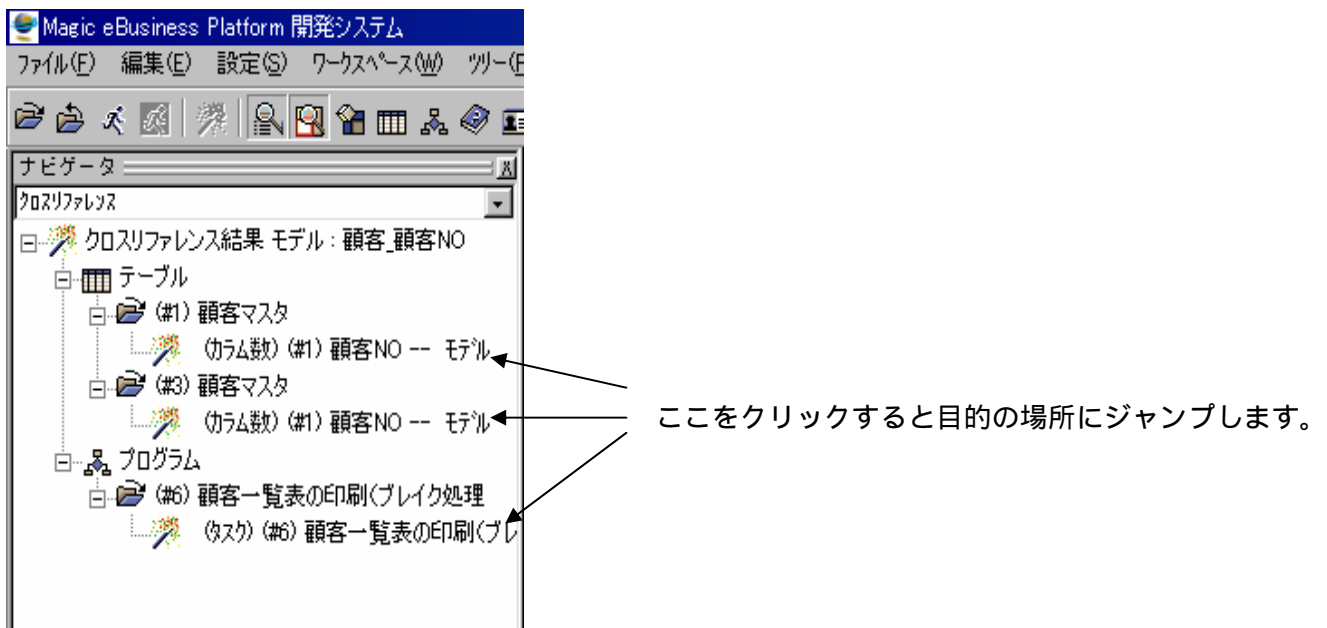 Magic eBusiness Platform 開発システム
ファイル(F) 編集(E) 設定(S) ワークスペース(W) ツリー(
ナビゲータ
クロスリファレンス
クロスリファレンス結果 モデル：顧客_顧客NO
テーブル
(#1) 顧客マスタ
(カラム数) (#1) 顧客NO -- モデル
(#3) 顧客マスタ
(カラム数) (#1) 顧客NO -- モデル
ここをクリックすると目的の場所にジャンプします。
プログラム
(#6) 顧客一覧表の印刷(ブレイク処理
(タスク) (#6) 顧客一覧表の印刷(ブレ